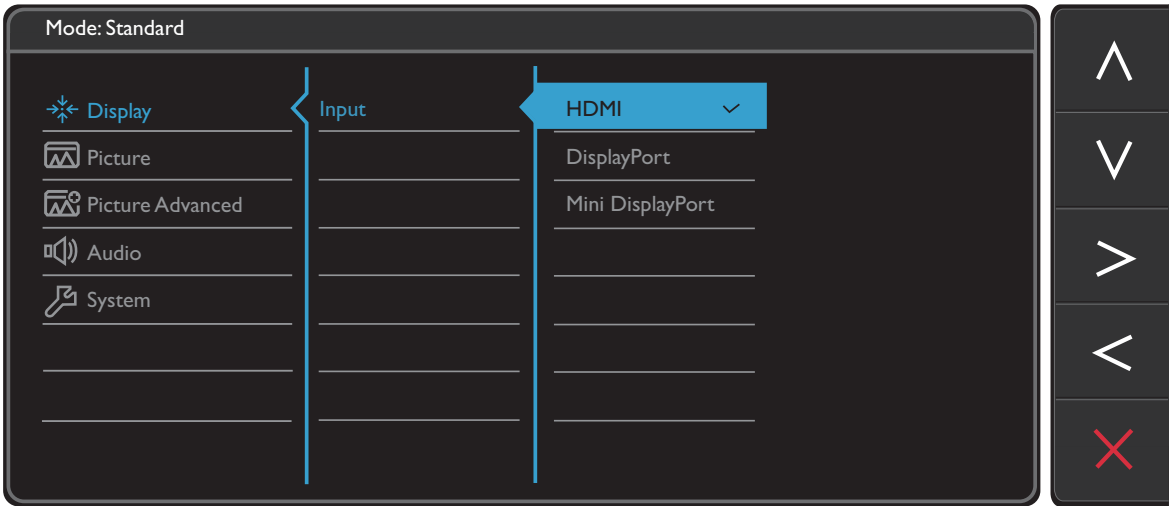 Mode: Standard
Display
Input
HDMI
Picture
DisplayPort
Picture Advanced
Mini DisplayPort
Audio
System